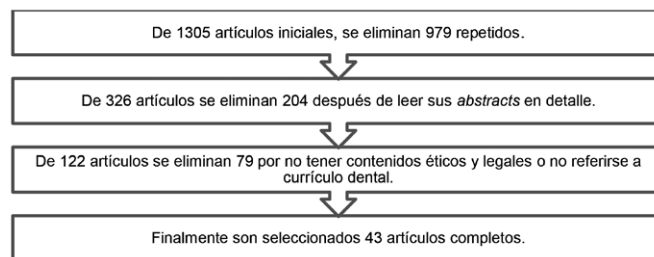 De 1305 artículos iniciales, se eliminan 979 repetidos.
De 326 artículos se eliminan 204 después de leer sus abstracts en detalle.
De 122 artículos se eliminan 79 por no tener contenidos éticos y legales o no referirse a
currículo dental.
Finalmente son seleccionados 43 artículos completos.